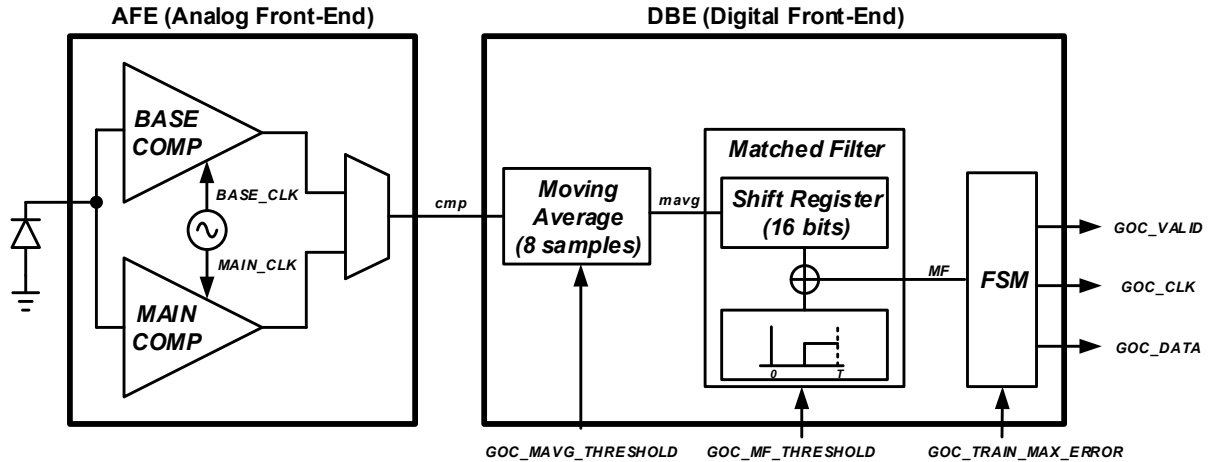 AFE (Analog Front-End)
DBE (Digital Front-End)
BASE
COMP
BASE_CLK
MAIN_CLK
MAIN
COMP
cmp
Moving
Average
(8 samples)
mavg
Matched Filter
Shift Register
(16 bits)
0
T
MF
FSM
GOC_VALID
GOC_CLK
GOC_DATA
GOC_MAVG_THRESHOLD
GOC_MF_THRESHOLD
GOC_TRAIN_MAX_ERROR